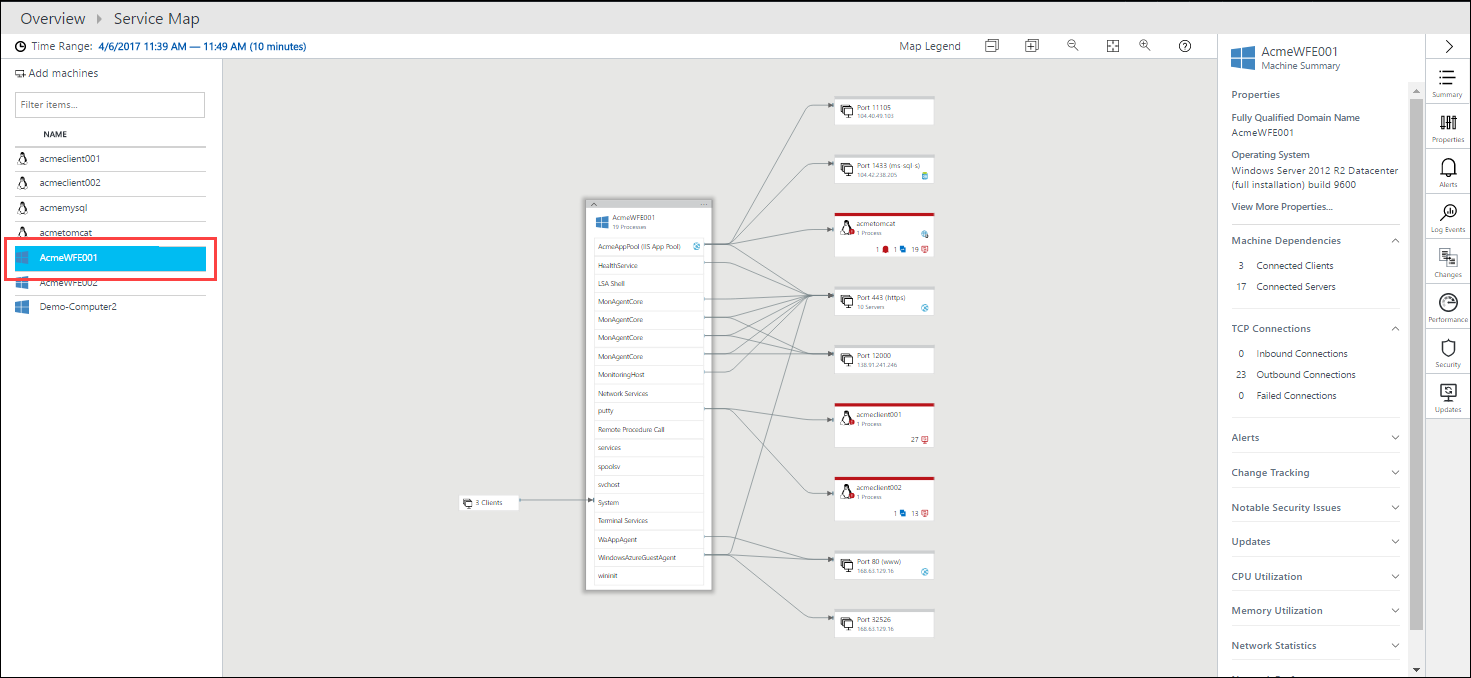 Overview Service Map
Time Range: 4/6/2017 11:39 AM — 11:49 AM (10 minutes)
Map Legend
Add machines
Filter items...
NAME
acmeclient001
acmeclient002
acmemysql
acmetomcat
AcmeWFE001
AcmeWFE002
Demo-Computer2
3 Clients
AcmeWFE001
19 Processes
AcmeAppPool (IIS App Pool)
HealthService
LSA Shell
MonAgentCore
MonAgentCore
MonAgentCore
MonAgentCore
MonitoringHost
Network Services
putty
Remote Procedure Call
services
spoolsv
svchost
System
Terminal Services
WaAppAgent
WindowsAzureGuestAgent
wininit
Port 11105
104.40.49.103
Port 1433 (ms-sql-s)
104.42.238.205
acmetomcat
1 Process
1 1 19
Port 443 (https)
10 Servers
Port 12000
138.91.241.246
acmeclient001
1 Process
27
acmeclient002
1 Process
1 13
Port 80 (www)
168.63.129.16
Port 32526
168.63.129.16
AcmeWFE001
Machine Summary
Properties
Fully Qualified Domain Name
AcmeWFE001
Operating System
Windows Server 2012 R2 Datacenter
(full installation) build 9600
View More Properties...
Machine Dependencies
3 Connected Clients
17 Connected Servers
TCP Connections
0 Inbound Connections
23 Outbound Connections
0 Failed Connections
Alerts
Change Tracking
Notable Security Issues
Updates
CPU Utilization
Memory Utilization
Network Statistics
Summary
Properties
Alerts
Log Events
Changes
Performance
Security
Updates